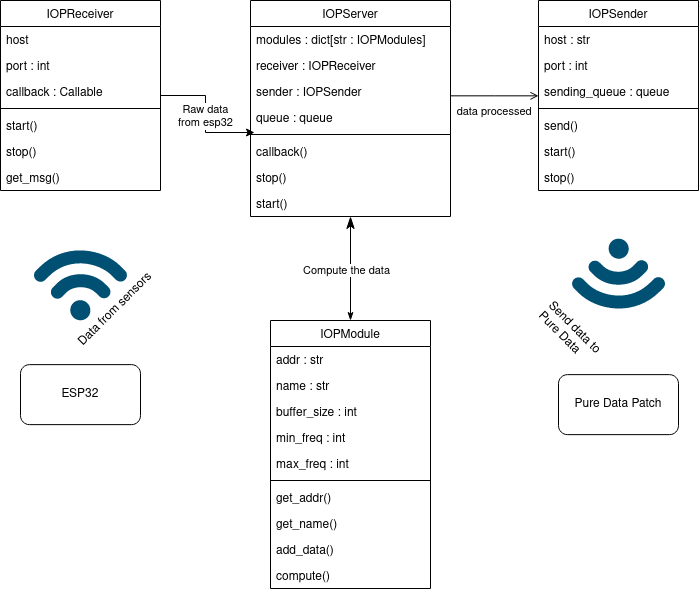 IOPReceiver
host
port : int
callback : Callable
start()
stop()
get_msg()
Raw data
from esp32
IOPServer
modules : dict[str : IOPModules]
receiver : IOPReceiver
sender : IOPSender
queue : queue
callback()
stop()
start()
data processed
IOPSender
host : str
port : int
sending_queue : queue
send()
start()
stop()
Data from sensors
ESP32
Compute the data
IOPModule
addr : str
name : str
buffer_size : int
min_freq : int
max_freq : int
get_addr()
get_name()
add_data()
compute()
Send data to
Pure Data
Pure Data Patch